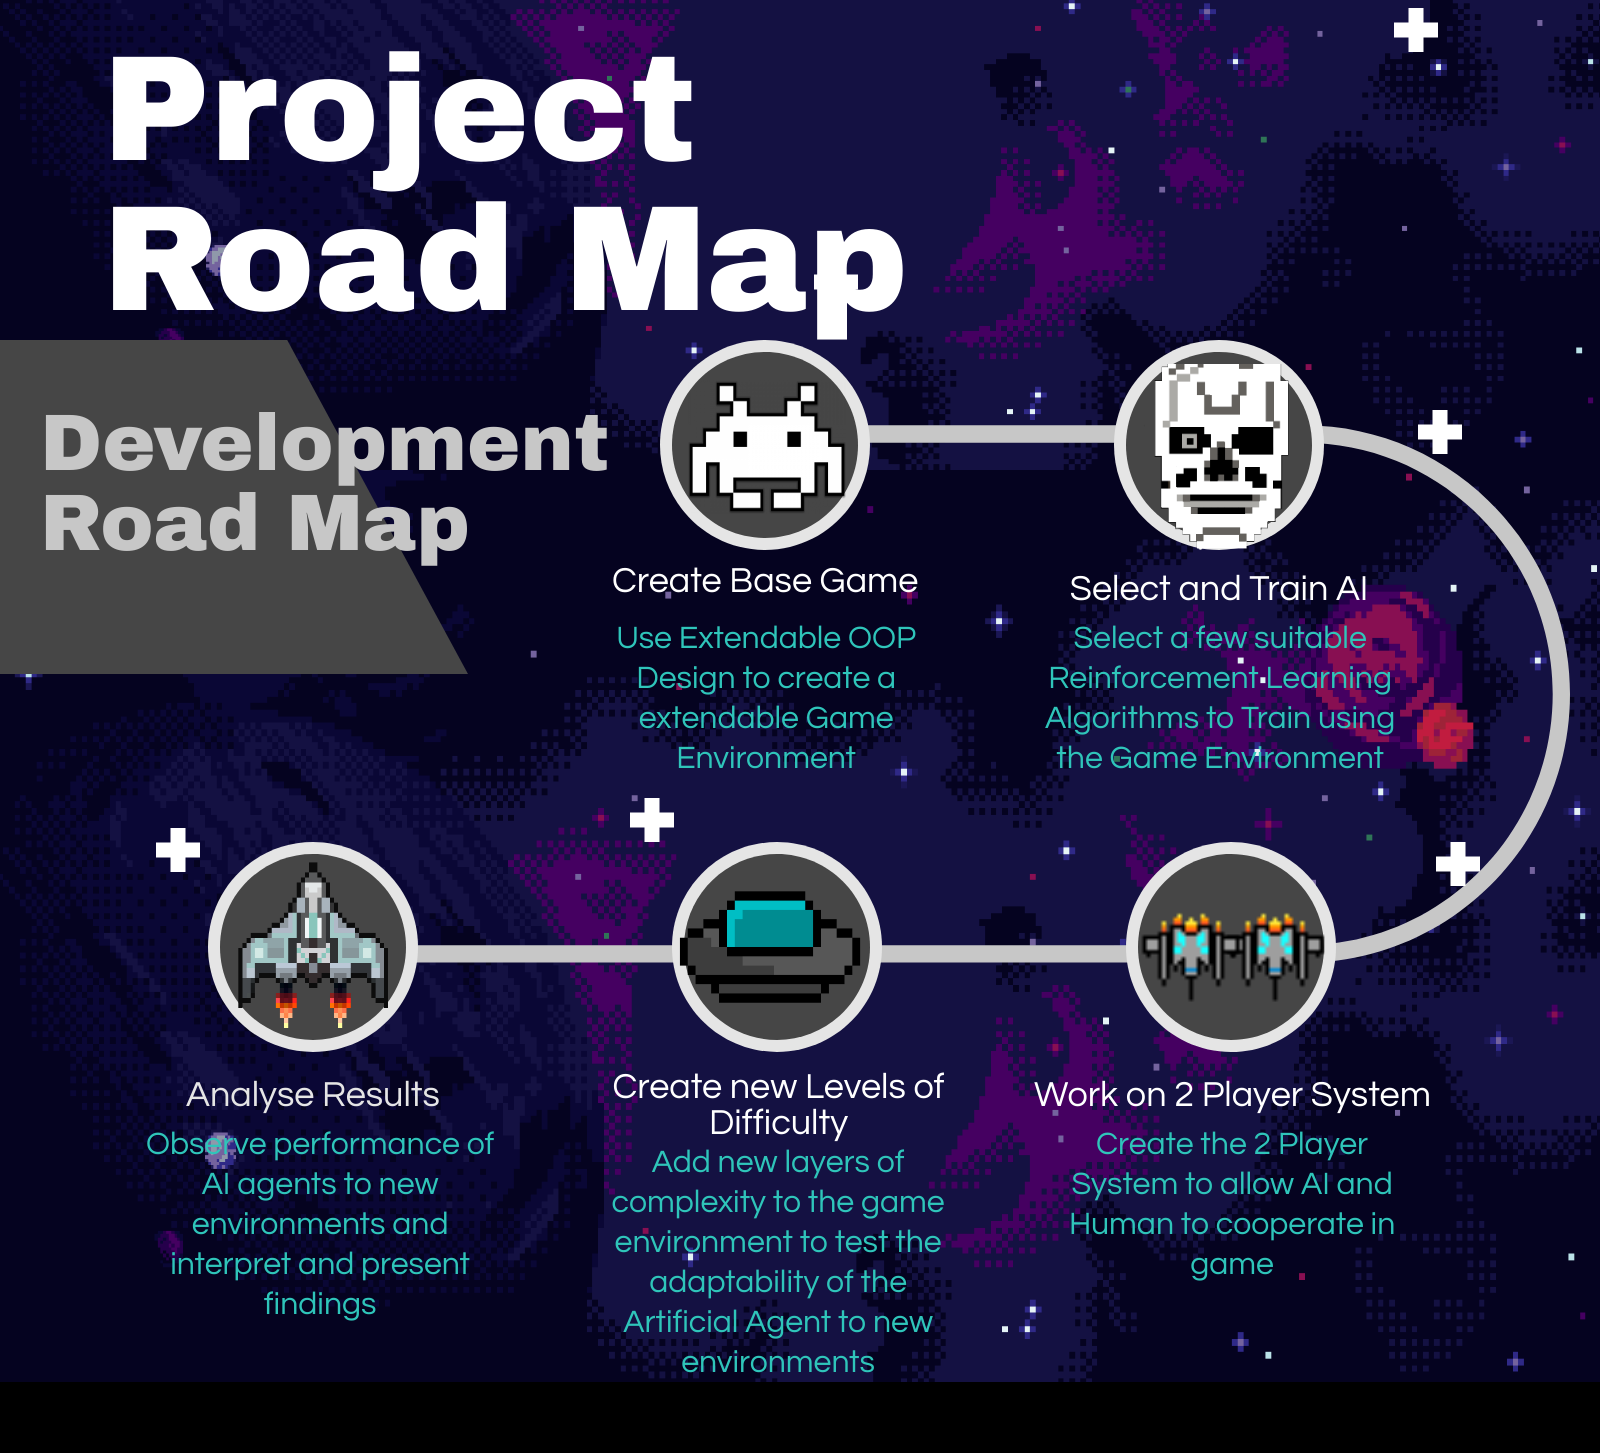 Project
Road Map
Development
Road Map
Create Base Game
Use Extendable OOP
Design to create a
extendable Game
Environment
Select and Train AI
Select a few suitable
Reinforcement Learning
Algorithms to Train using
the Game Environment
Analyse Results
Observe performance of
AI agents to new
environments and
interpret and present
findings
Create new Levels of
Difficulty
Add new layers of
complexity to the game
environment to test the
adaptability of the
Artificial Agent to new
environments
Work on 2 Player System
Create the 2 Player
System to allow AI and
Human to cooperate in
game